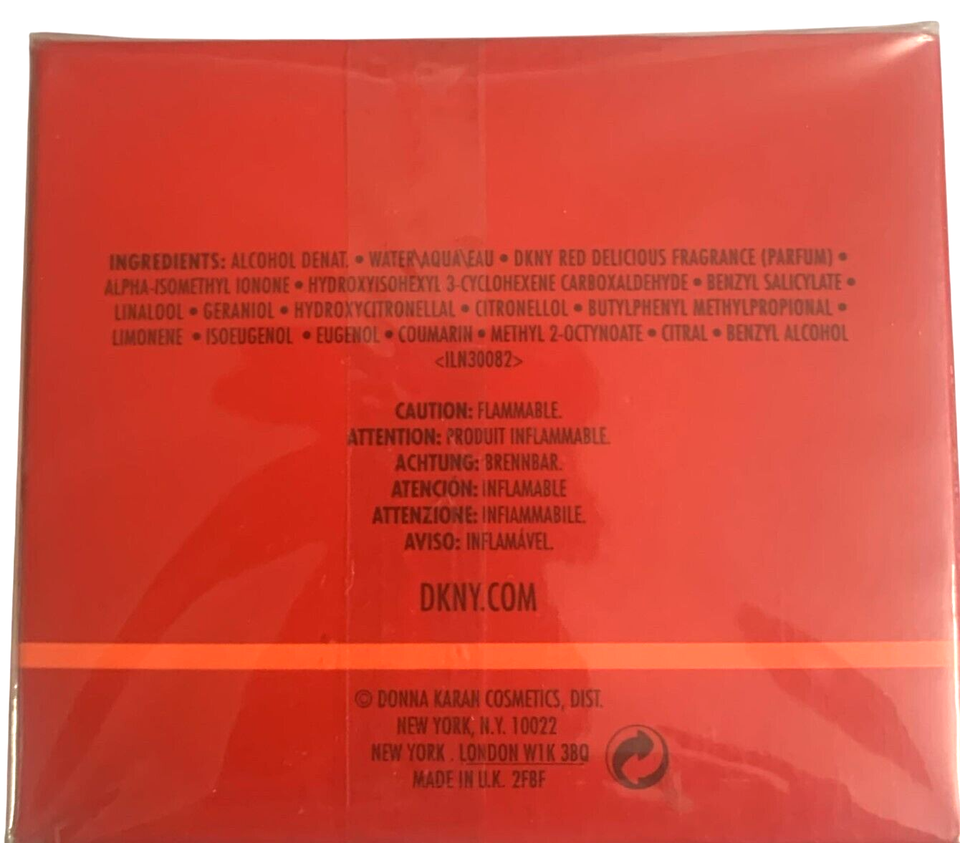 INGREDIENTS: ALCOHOL DENAT. • WATER\AQUA\EAU • DKNY RED DELICIOUS FRAGRANCE (PARFUM) •
ALPHA-ISOMETHYL IONONE • HYDROXYISOHEXYL 3-CYCLOHEXENE CARBOXALDEHYDE • BENZYL SALICYLATE •
LINALOOL • GERANIOL • HYDROXYCITRONELLAL • CITRONELLOL • BUTYLPHENYL METHYLPROPIONAL •
LIMONENE • ISOEUGENOL • EUGENOL • COUMARIN • METHYL 2-OCTYNOATE • CITRAL • BENZYL ALCOHOL
<ILN30082>
CAUTION: FLAMMABLE.
ATTENTION: PRODUIT INFLAMMABLE.
ACHTUNG: BRENNBAR.
ATENCIÓN: INFLAMABLE
ATTENZIONE: INFIAMMABILE.
AVISO: INFLAMÁVEL.
DKNY.COM
© DONNA KARAN COSMETICS, DIST.
NEW YORK, N.Y. 10022
NEW YORK . LONDON W1K 3BQ
MADE IN U.K. 2FBF